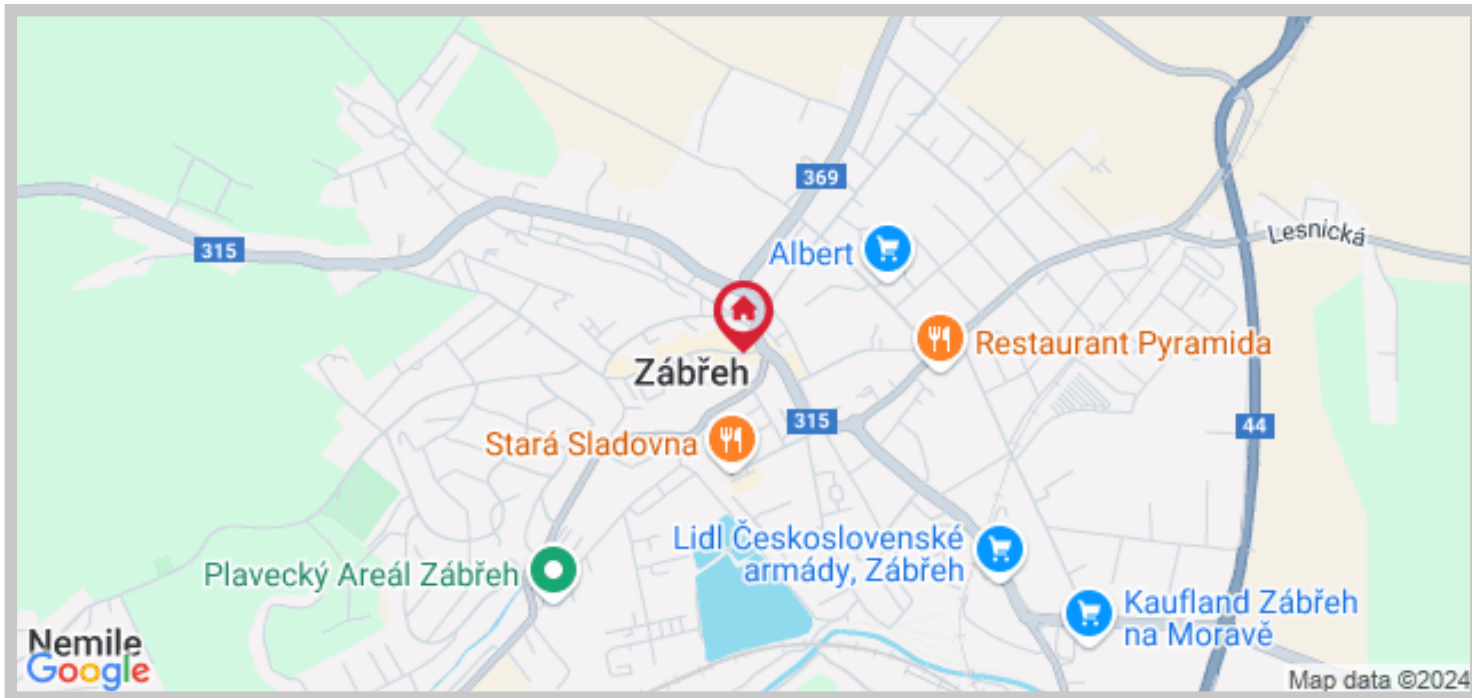 369
315
Lesnická
Albert
Restaurant Pyramida
Zábřeh
315
44
Stará Sladovna
Lidl Československé
armády, Zábřeh
Plavecký Areál Zábřeh
Kaufland Zábřeh
na Moravě
Nemile
Google
Map data ©2024